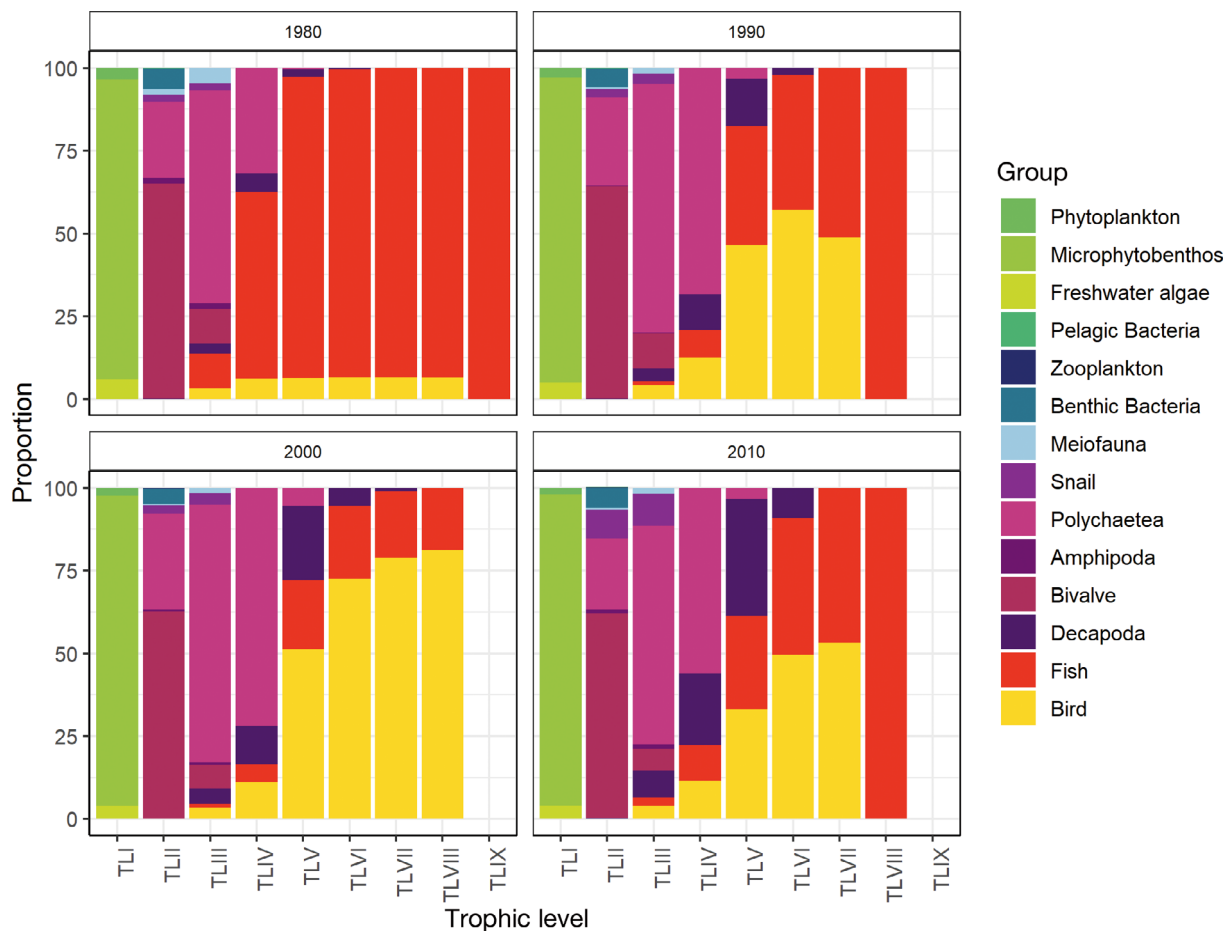 1980
1990
100
75
50
25
0
2000
2010
100
75
50
25
0
Proportion
TLI
TLII
TLIII
TLIV
TLV
TLVI
TLVII
TLVIII
TLIX
TLI
TLII
TLIII
TLIV
TLV
TLVI
TLVII
TLVIII
TLIX
Trophic level
Group
Phytoplankton
Microphytobenthos
Freshwater algae
Pelagic Bacteria
Zooplankton
Benthic Bacteria
Meiofauna
Snail
Polychaetea
Amphipoda
Bivalve
Decapoda
Fish
Bird